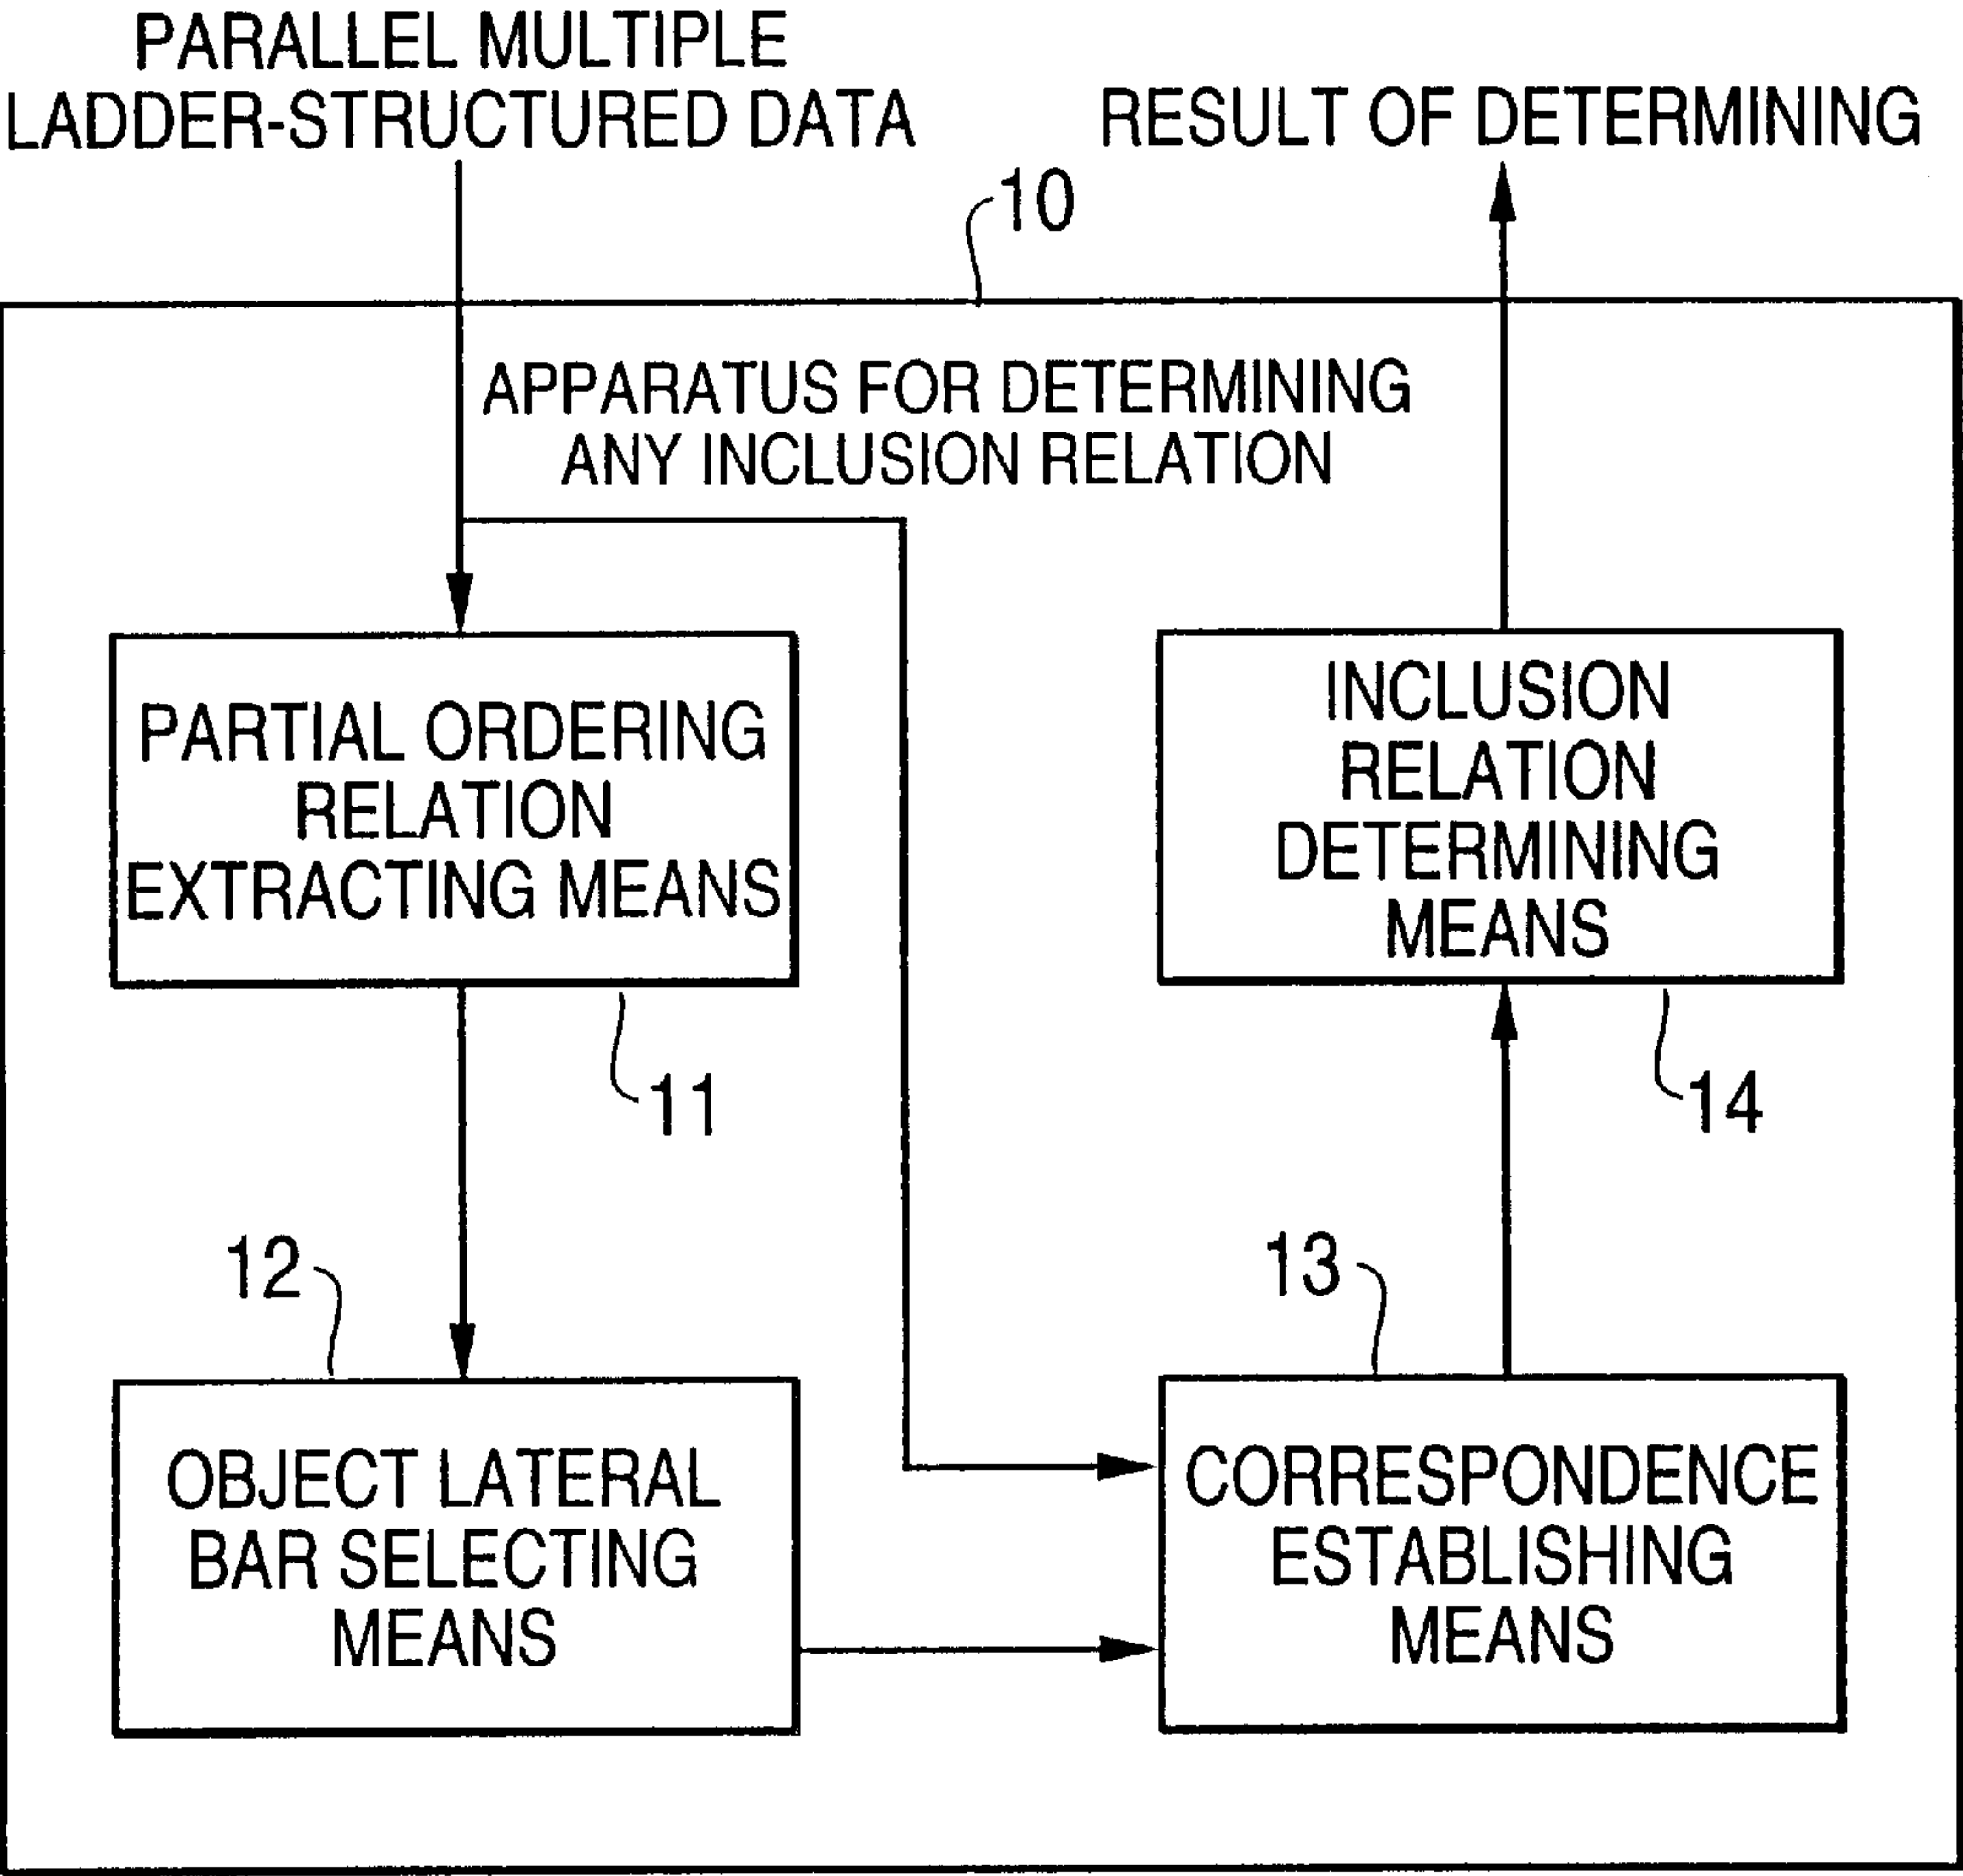 PARALLEL MULTIPLE
LADDER-STRUCTURED DATA
RESULT OF DETERMINING
10
APPARATUS FOR DETERMINING
ANY INCLUSION RELATION
PARTIAL ORDERING
RELATION
EXTRACTING MEANS
11
INCLUSION
RELATION
DETERMINING
MEANS
14
12
OBJECT LATERAL
BAR SELECTING
MEANS
13
CORRESPONDENCE
ESTABLISHING
MEANS